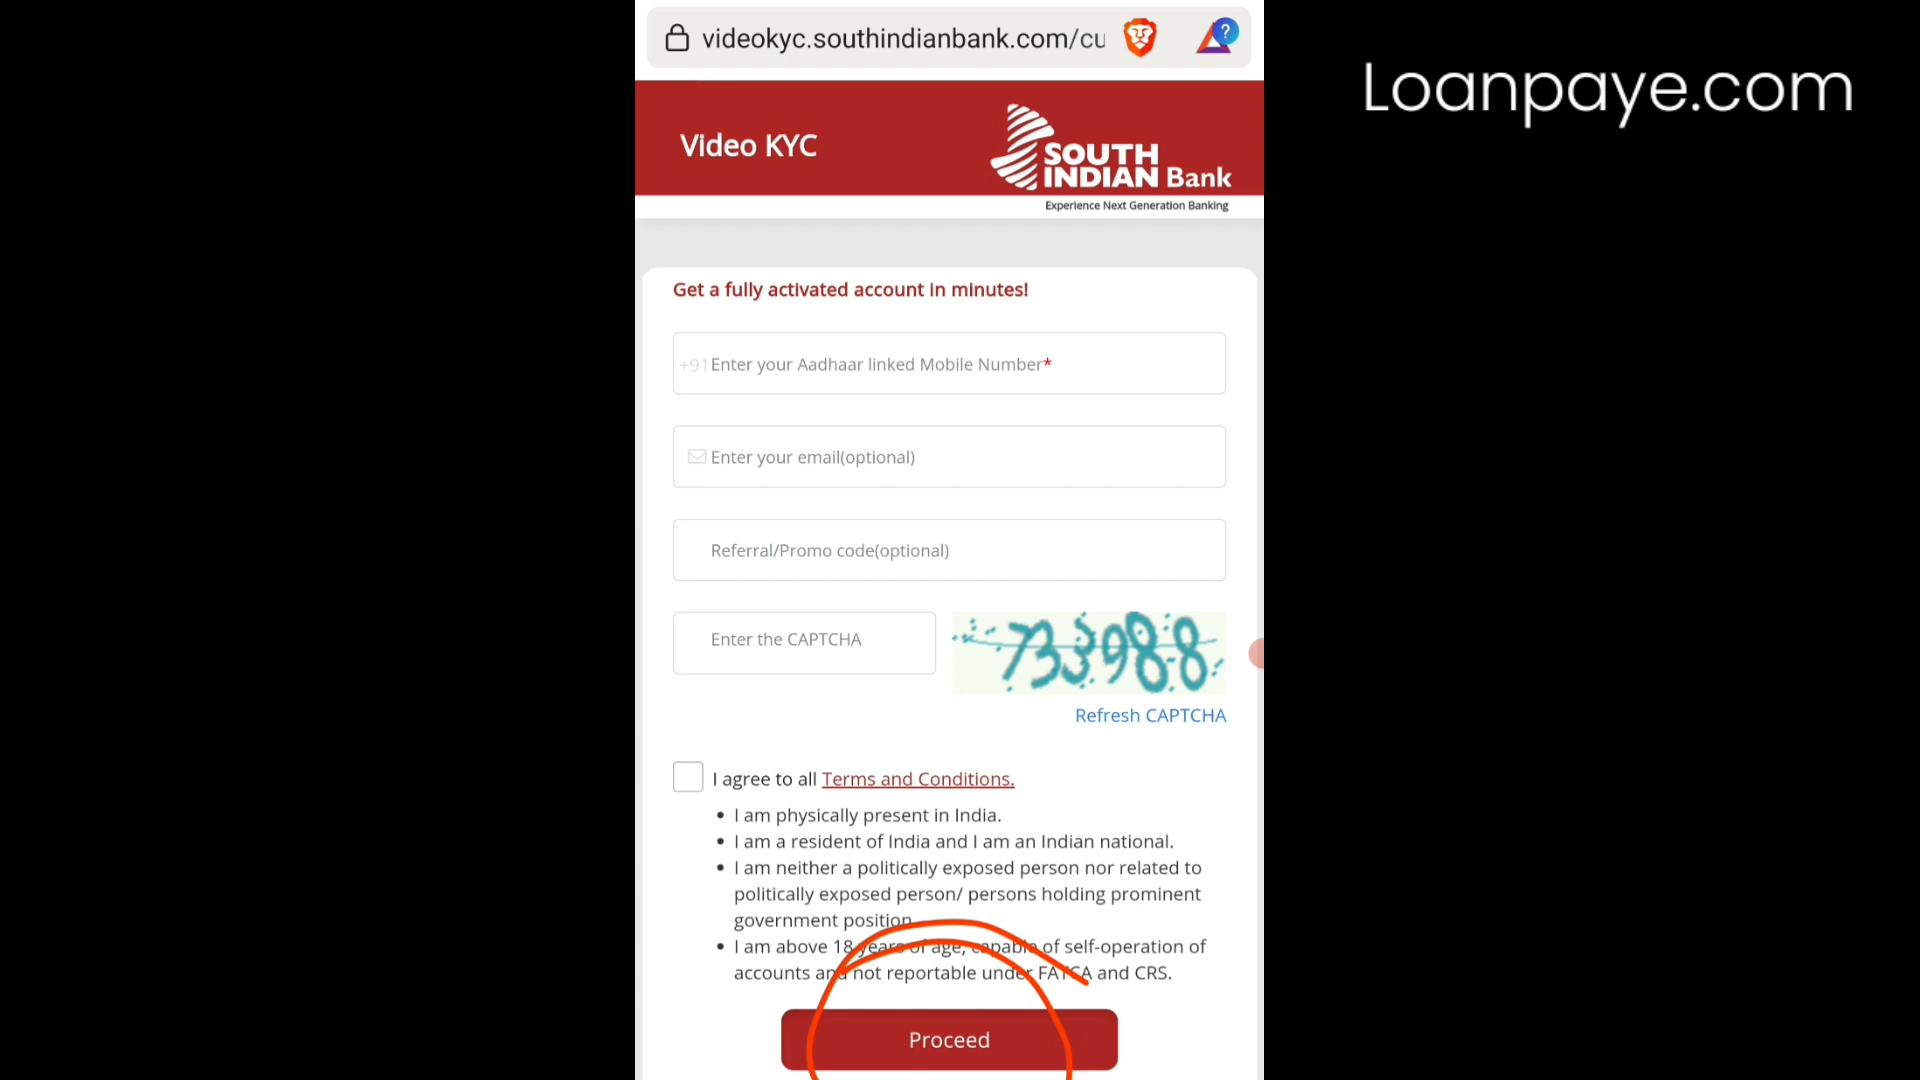 videokyc.southindianbank.com/cu
?
Loanpaye.com
Video KYC
SOUTH
INDIAN Bank
Experience Next Generation Banking
Get a fully activated account in minutes!
+91 Enter your Aadhaar linked Mobile Number*
Enter your email(optional)
Referral/Promo code(optional)
Enter the CAPTCHA
733988
Refresh CAPTCHA
I agree to all Terms and Conditions.
• I am physically present in India.
• I am a resident of India and I am an Indian national.
• I am neither a politically exposed person nor related to
politically exposed person/ persons holding prominent
government position
• I am above 18 years of age, capable of self-operation of
accounts and not reportable under FATCA and CRS.
Proceed